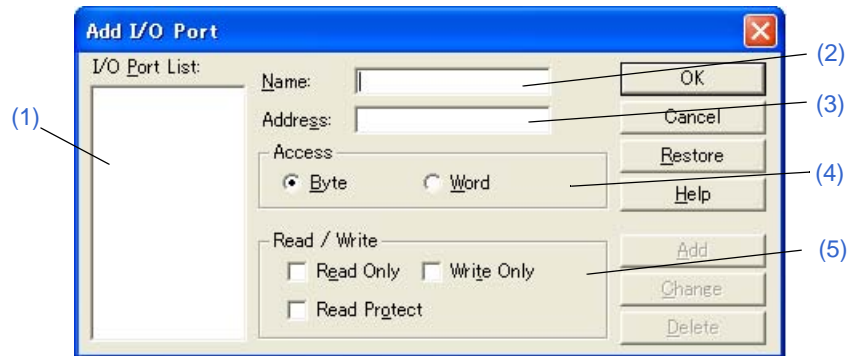 Add I/O Port
I/O Port List:
(1)
Name:
(2)
Address:
(3)
Access
Byte
Word
(4)
Read / Write
Read Only
Write Only
Read Protect
(5)
OK
Cancel
Restore
Help
Add
Change
Delete